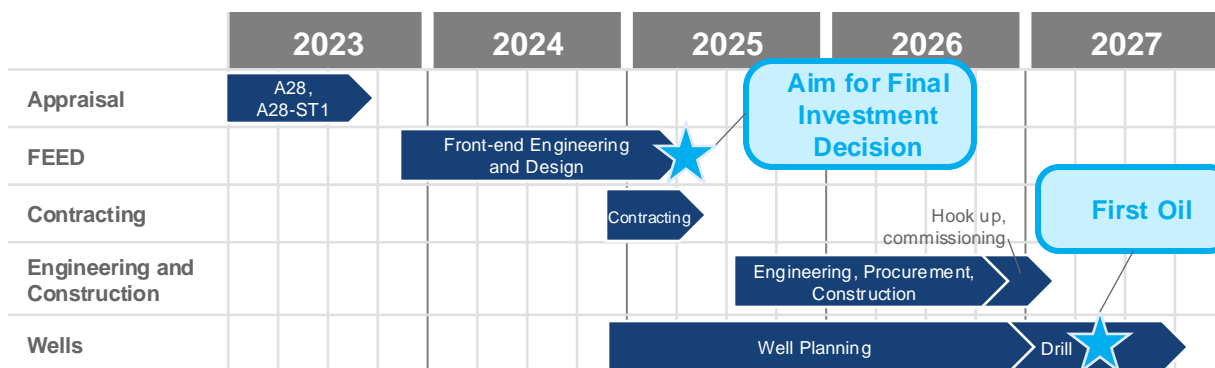 2023 2024 2025 2026 2027
Aim for Final
Investment
Decision
Appraisal
A28,
A28-ST1
FEED
Front-end Engineering
and Design
Contracting
Contracting
First Oil
Hook up,
commissioning
Engineering and
Construction
Engineering, Procurement,
Construction
Wells
Well Planning
Drill